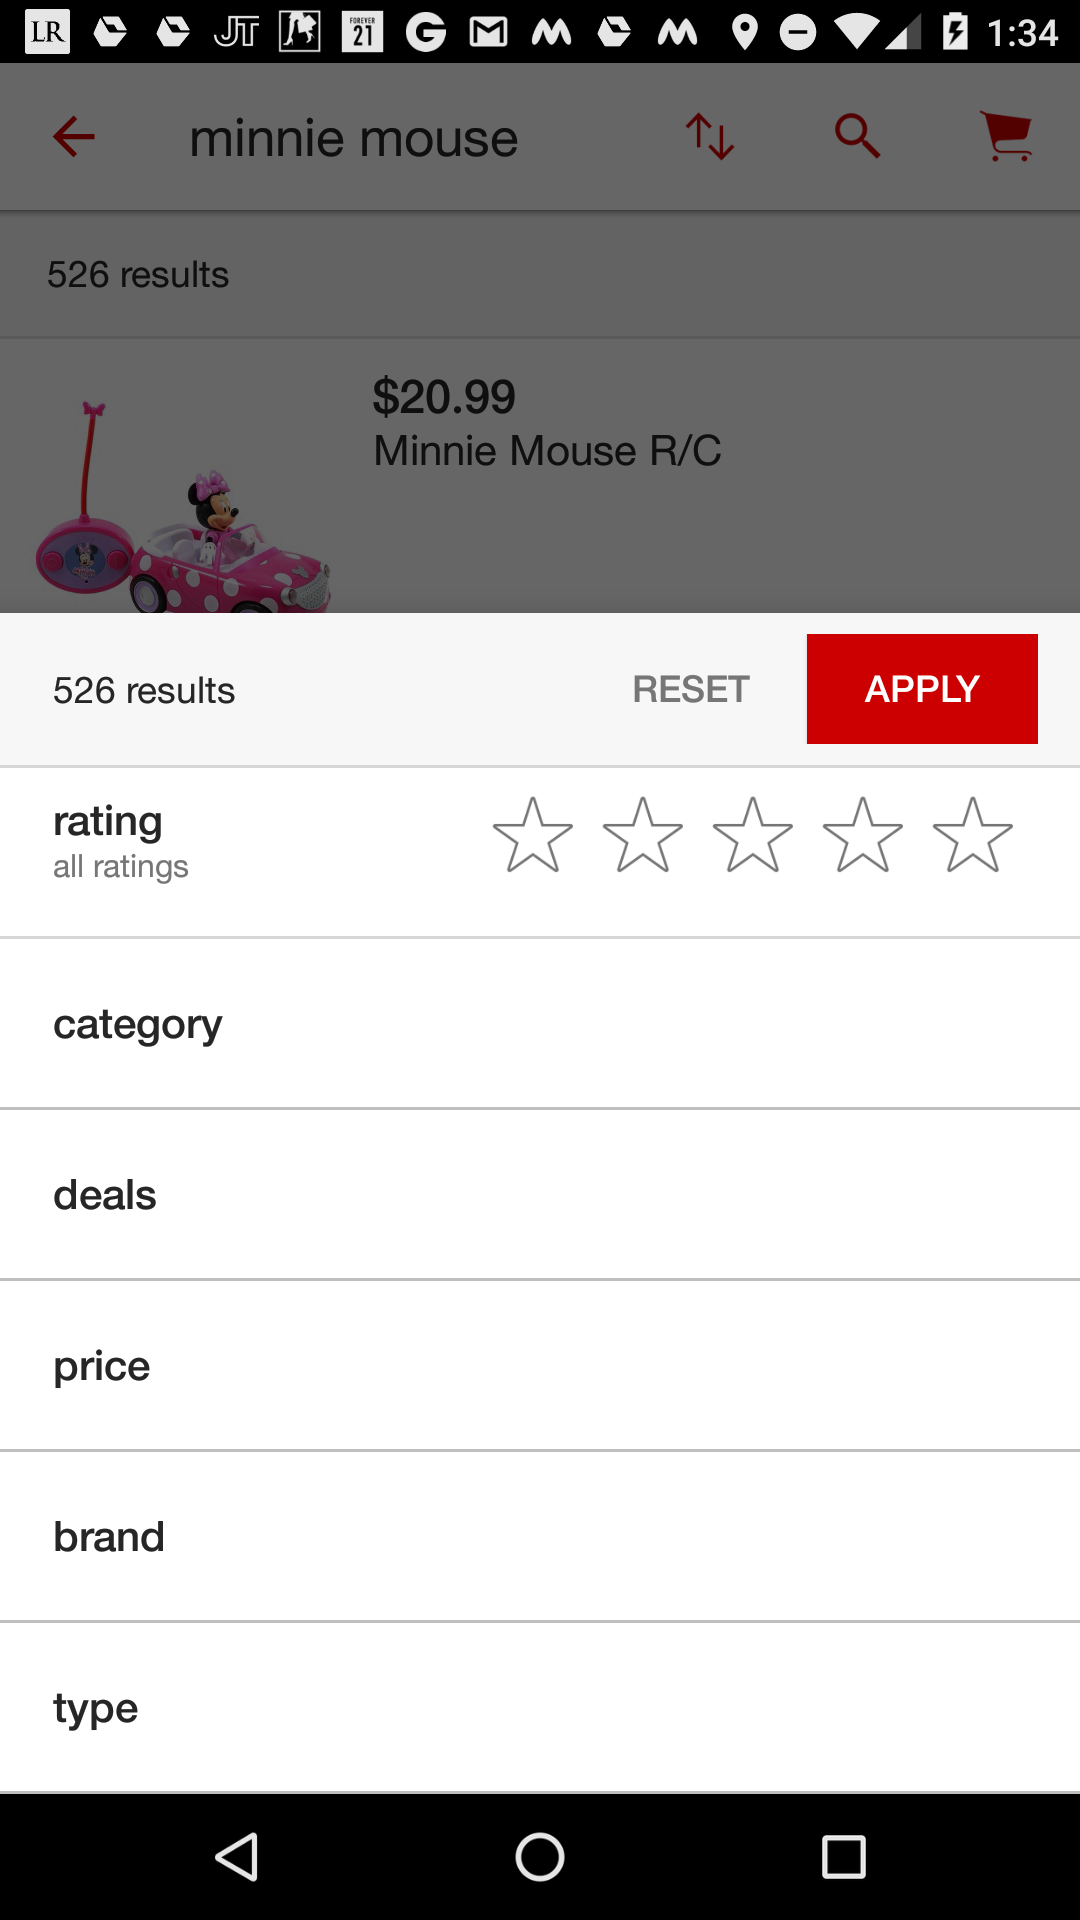 LR JT FOREVER 21 G M 1:34
minnie mouse
526 results
$20.99
Minnie Mouse R/C
526 results RESET APPLY
rating
all ratings
category
deals
price
brand
type